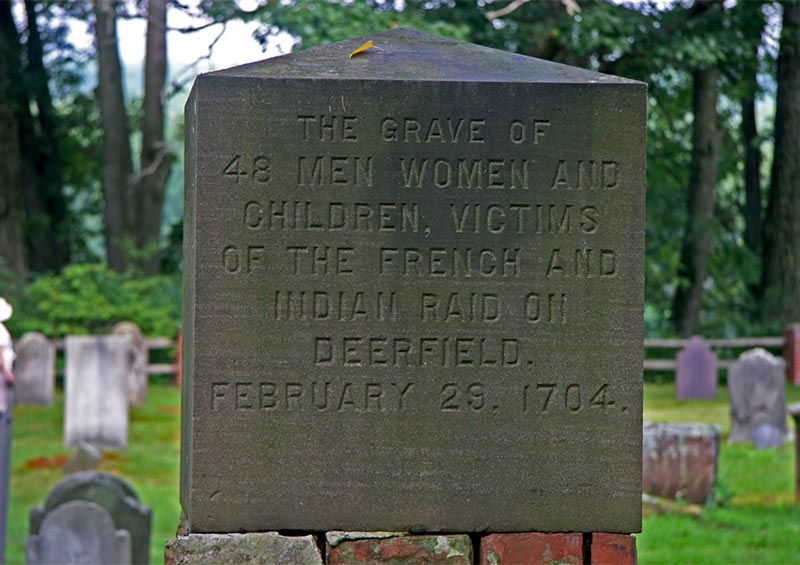 THE GRAVE OF
48 MEN WOMEN AND
CHILDREN, VICTIMS
OF THE FRENCH AND
INDIAN RAID ON
DEERFIELD.
FEBRUARY 29, 1704.